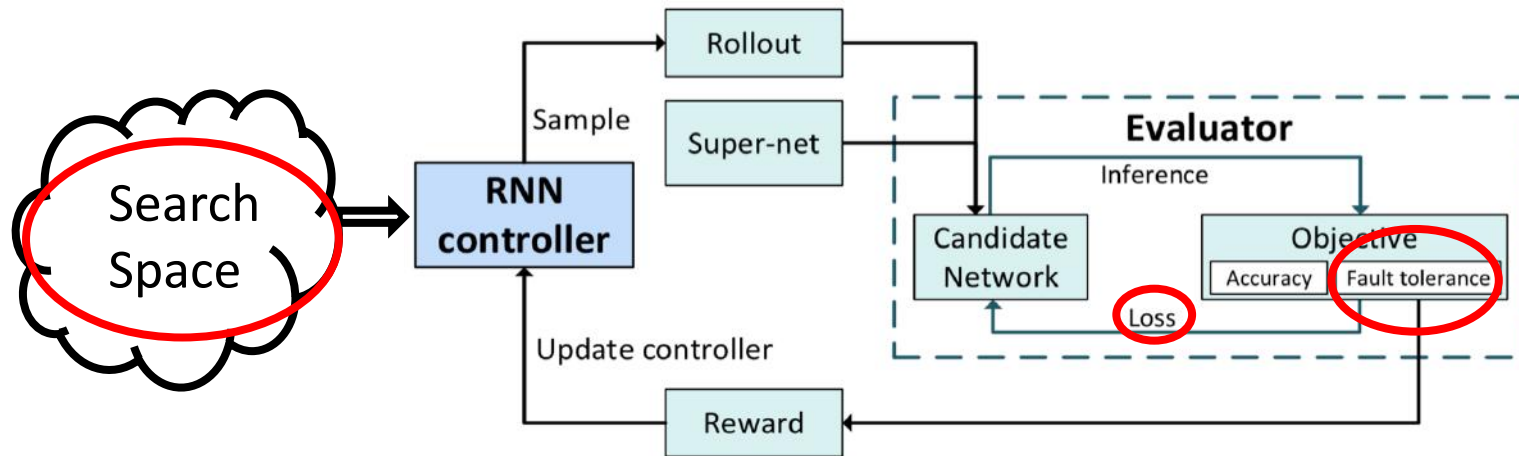 Rollout
Sample
Super-net
Evaluator
Inference
Search
Space
RNN
controller
Candidate
Network
Objective
Accuracy
Fault tolerance
Loss
Update controller
Reward